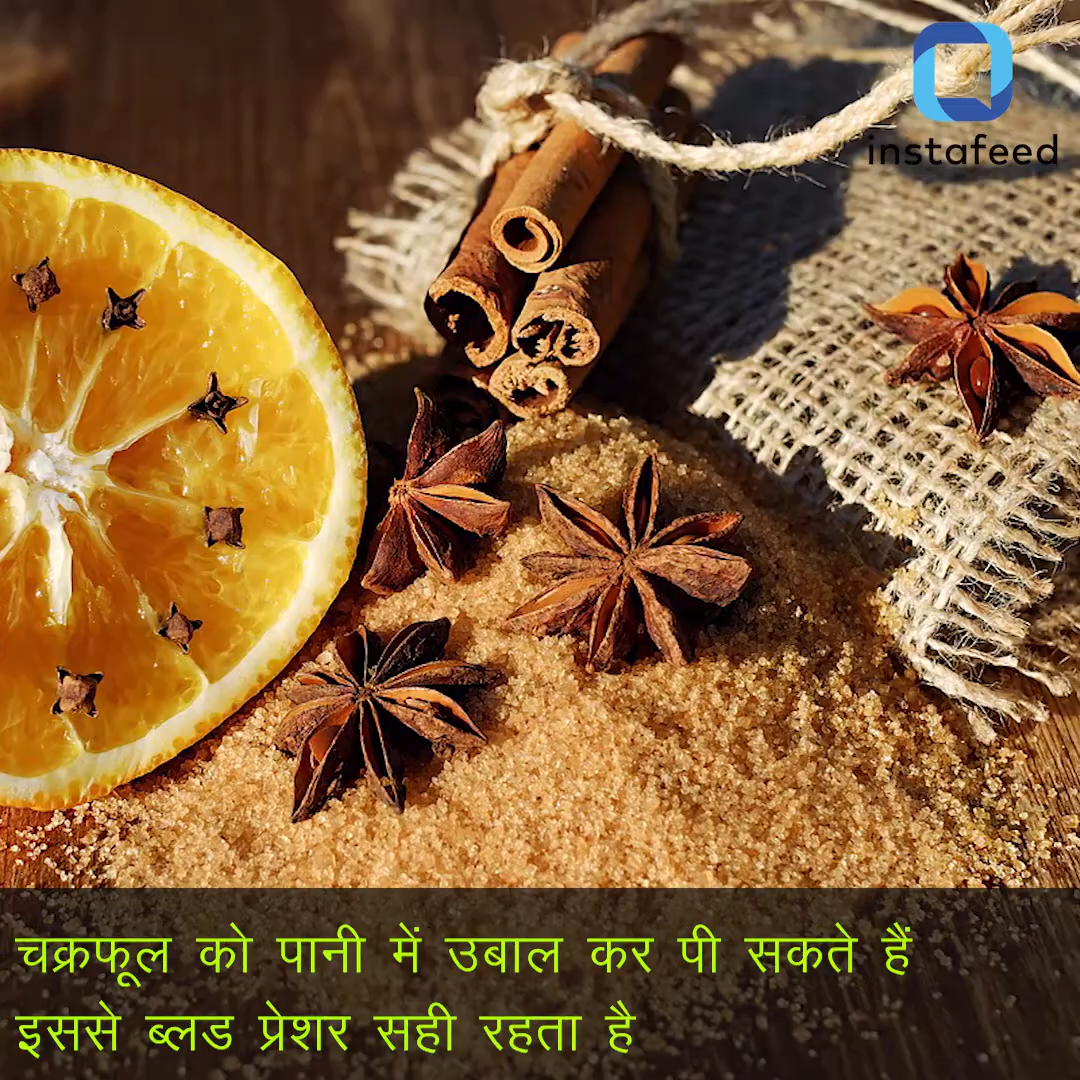 instafeed
चक्रफूल को पानी में उबाल कर पी सकते हैं
इससे ब्लड प्रेशर सही रहता है